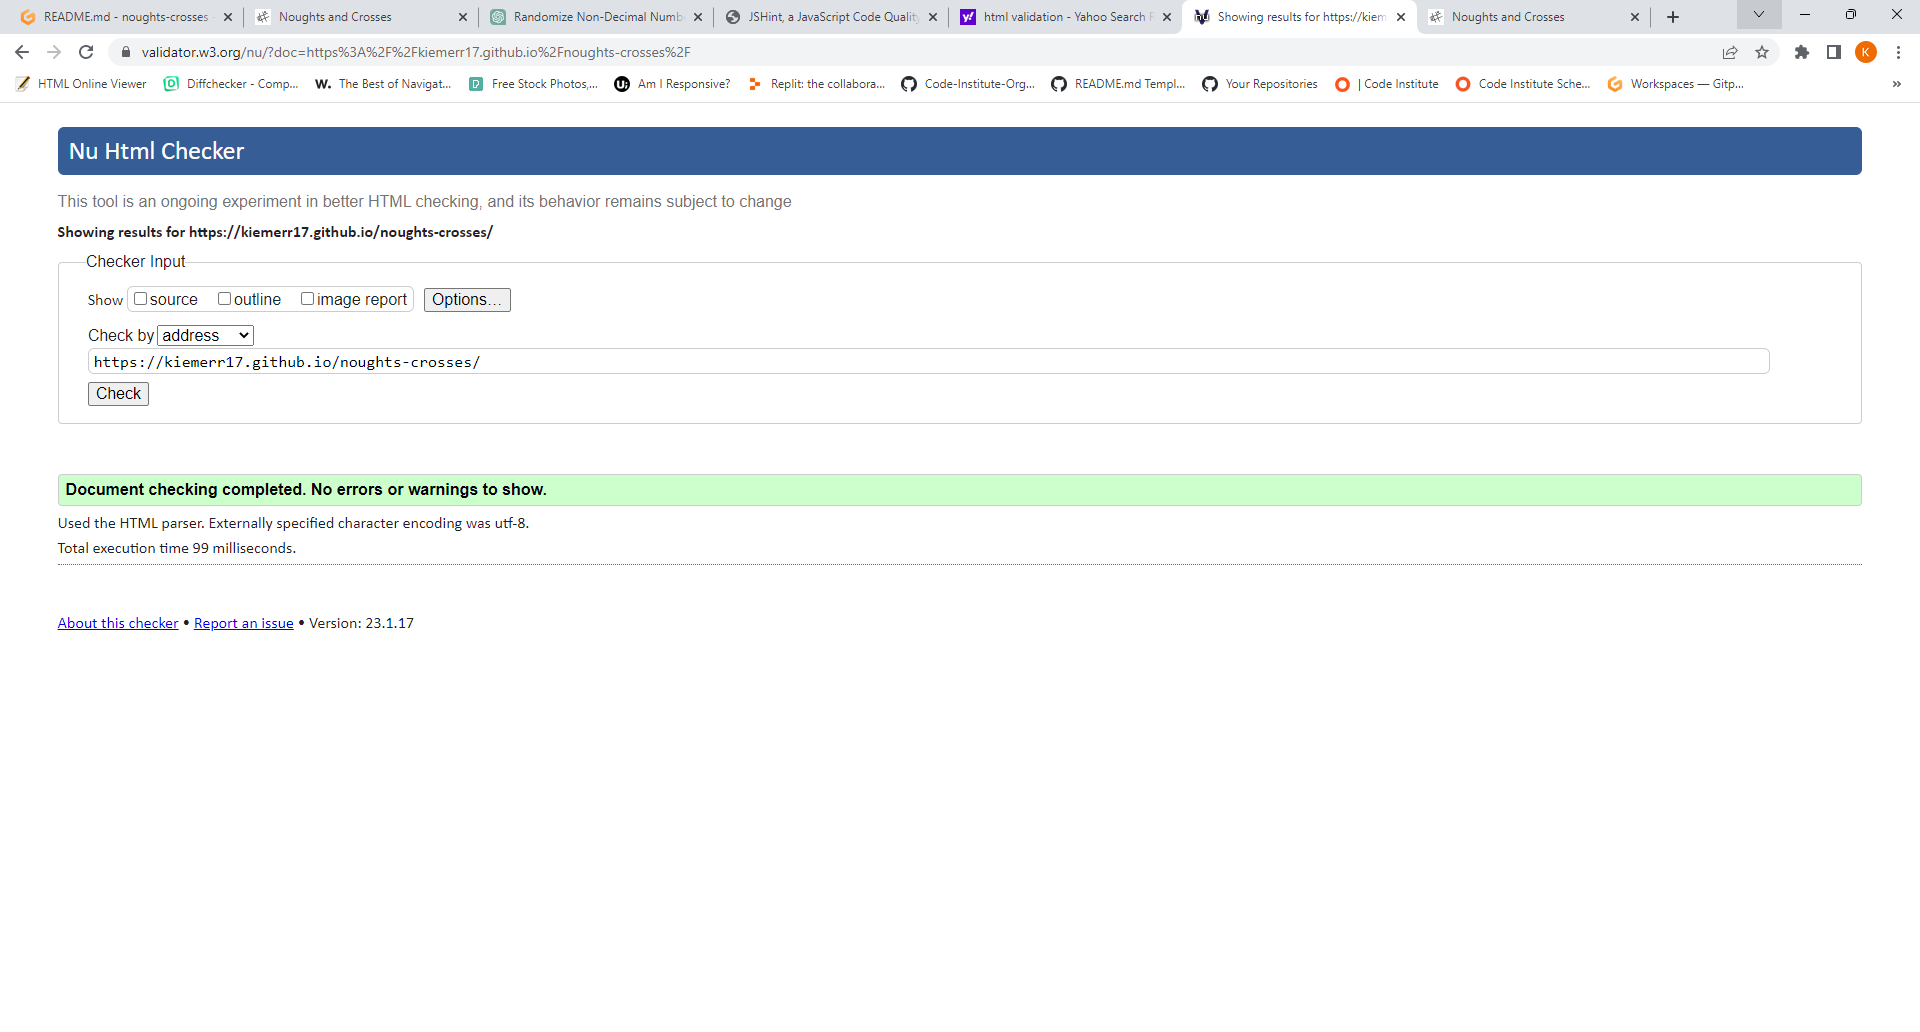 README.md - noughts-crosses
Noughts and Crosses
Randomize Non-Decimal Numb
JSHint, a JavaScript Code Quality
html validation - Yahoo Search R
Showing results for https://kiem
Noughts and Crosses
validator.w3.org/nu/?doc=https%3A%2F%2Fkiemerr17.github.io%2Fnoughts-crosses%2F
K
HTML Online Viewer
Diffchecker - Comp...
W. The Best of Navigat...
Free Stock Photos,...
Am I Responsive?
Replit: the collabora...
Code-Institute-Org...
README.md Templ...
Your Repositories
| Code Institute
Code Institute Sche...
Workspaces — Gitp...
»
Nu Html Checker
This tool is an ongoing experiment in better HTML checking, and its behavior remains subject to change
Showing results for https://kiemerr17.github.io/noughts-crosses/
Checker Input
Show source outline image report Options...
Check by address
https://kiemerr17.github.io/noughts-crosses/
Check
Document checking completed. No errors or warnings to show.
Used the HTML parser. Externally specified character encoding was utf-8.
Total execution time 99 milliseconds.
About this checker • Report an issue • Version: 23.1.17